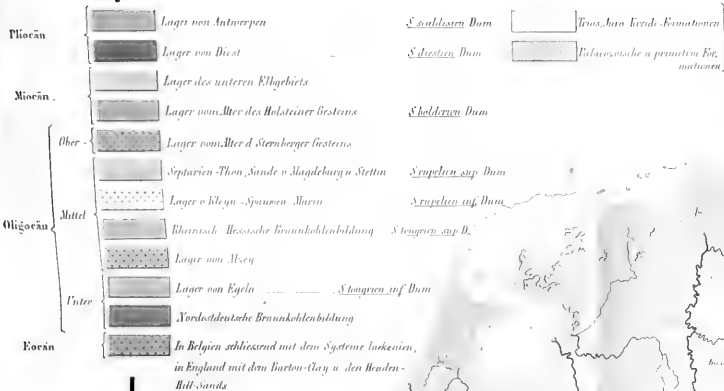 Pliocän
Lager von Antwerpen S. scaldisien Dum
Lager von Diest S. diestien Dum
Miocän
Lager des unteren Elbgebiets
Lager vom Alter des Holsteiner Gesteins S. bolderien Dum
Oligocän
Ober -
Lager vom Alter d Sternberger Gesteins
Mittel
Septarien-Thon, Sande v Magdeburg u Stettin S. rupelien sup Dum
Lager v Kleyn-Spauwen S. rupelien inf Dum
Rheinisch-Hessische Braunkohlenbildung S tongrien sup D.
Lager von Alzey
Unter
Lager von Egeln S. tongrien inf Dum
Nordostdeutsche Braunkohlenbildung
Eocän
In Belgien schliessend mit dem Systeme laekenien,
in England mit dem Barton-Clay u den Headen-
Hill-Sands
Trias, Jura Kreide-Formationen
Palaeozoische u primitive For
mationen